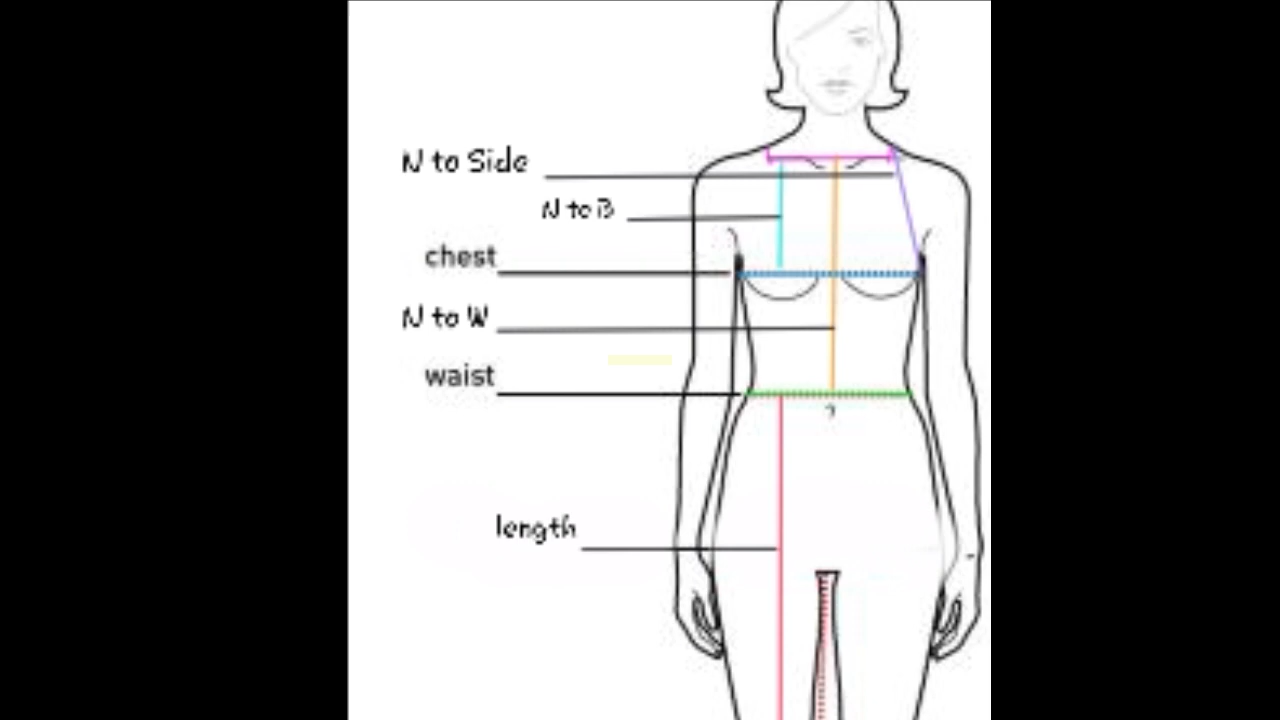 N to Side
N to B
chest
N to W
waist
length